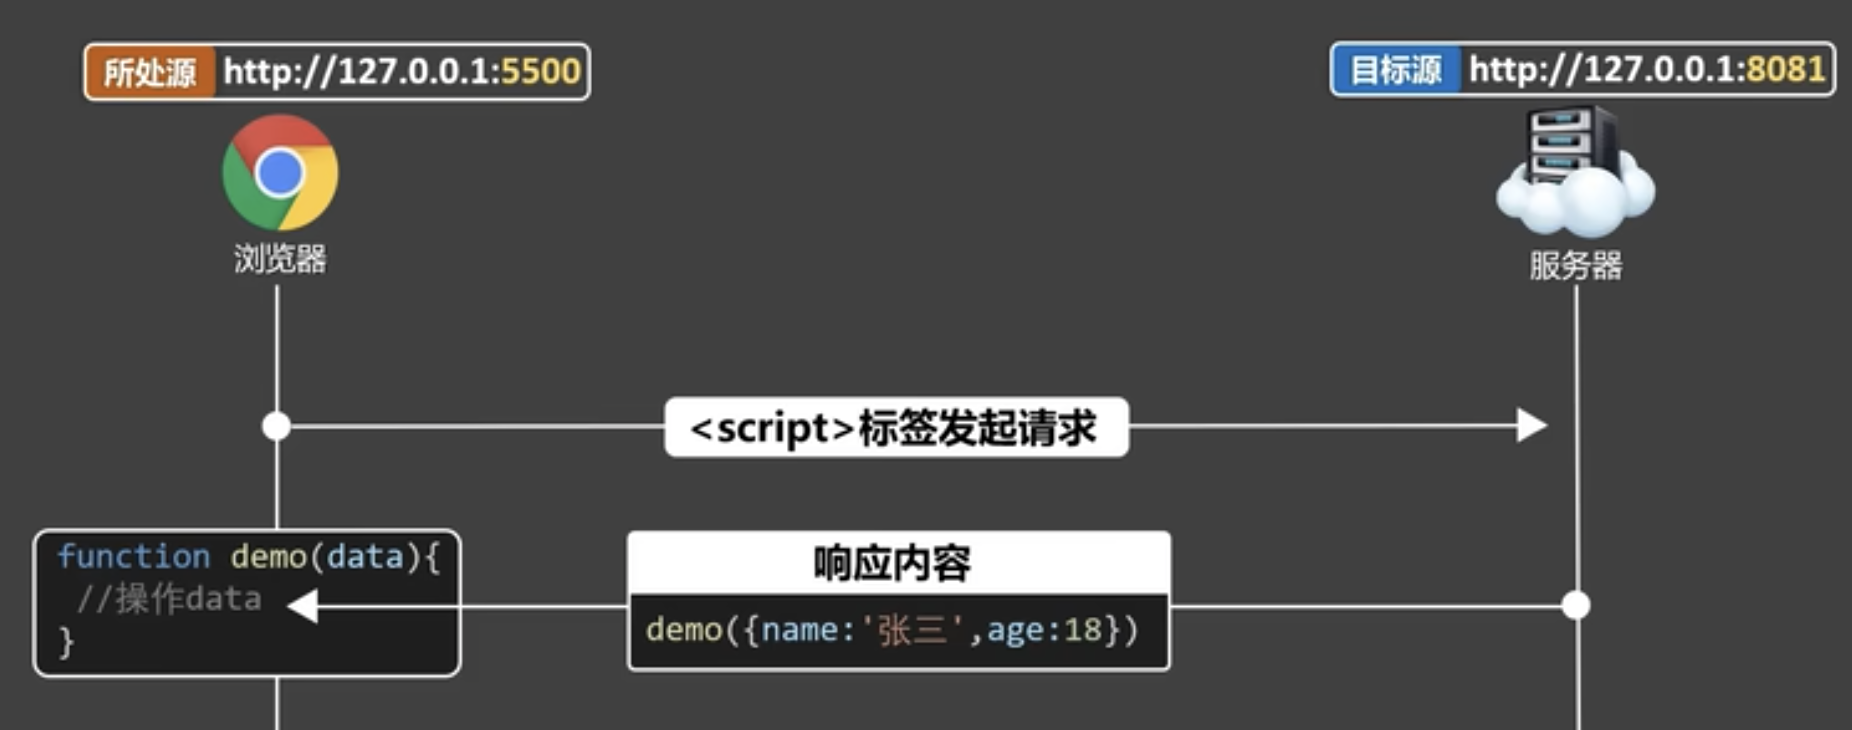 所处源 http://127.0.0.1:5500
目标源 http://127.0.0.1:8081
浏览器
服务器
<script>标签发起请求
function demo(data){
//操作data
}
响应内容
demo({name:'张三',age:18})